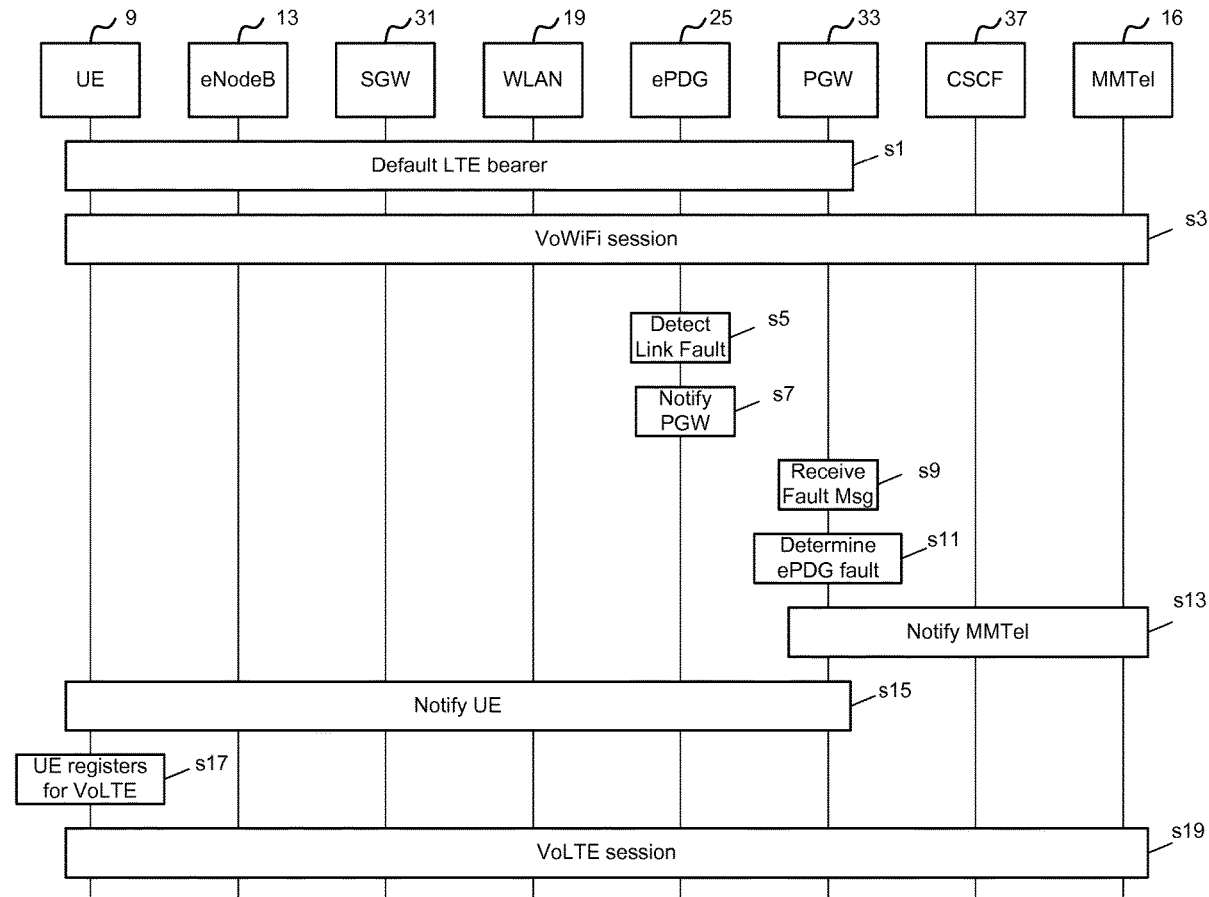 9 13 31 19 25 33 37 16
UE eNodeB SGW WLAN ePDG PGW CSCF MMTel
Default LTE bearer s1
VoWiFi session s3
Detect s5
Link Fault
Notify s7
PGW
Receive s9
Fault Msg
Determine s11
ePDG fault
Notify MMTel s13
Notify UE s15
UE registers s17
for VoLTE
VoLTE session s19